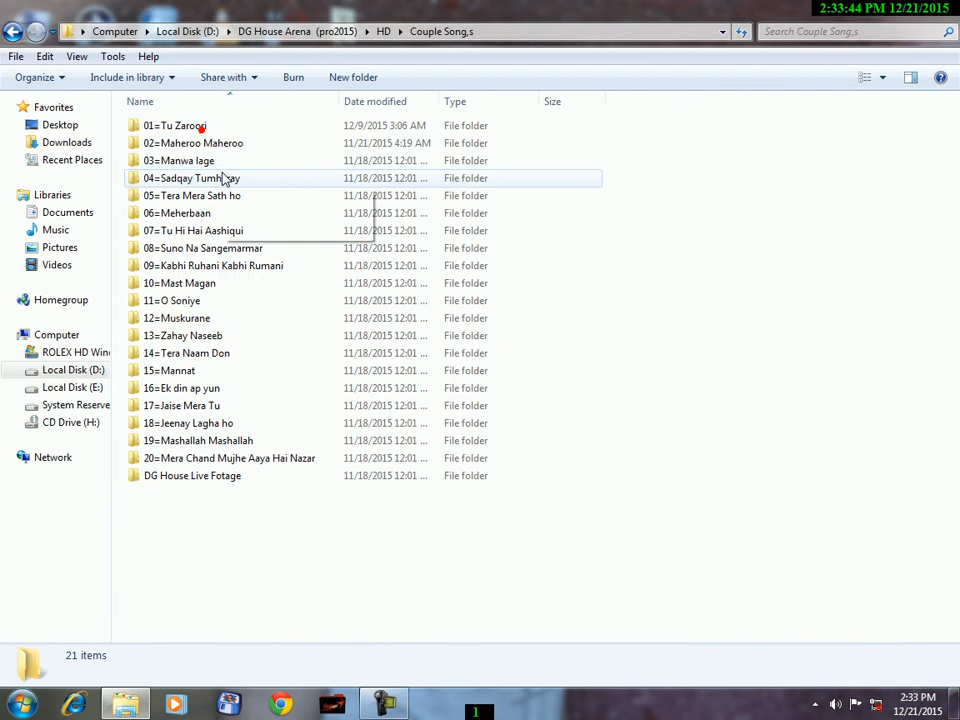 2:33:44 PM 12/21/2015
Computer Local Disk (D:) DG House Arena (pro2015) HD Couple Song,s
Search Couple Song,s
File Edit View Tools Help
Organize Include in library Share with Burn New folder
Name Date modified Type Size
Favorites
Desktop
Downloads
Recent Places
Libraries
Documents
Music
Pictures
Videos
Homegroup
Computer
ROLEX HD Win
Local Disk (D:)
Local Disk (E:)
System Reserve
CD Drive (H:)
Network
01=Tu Zaroori 12/9/2015 3:06 AM File folder
02=Maheroo Maheroo 11/21/2015 4:19 AM File folder
03=Manwa lage 11/18/2015 12:01 ... File folder
04=Sadqay 11/18/2015 12:01 ... File folder
05=Tera Mera Sath ho 11/18/2015 12:01 ... File folder
06=Meherbaan 11/18/2015 12:01 ... File folder
07=Tu Hi Hai Aashiqui 11/18/2015 12:01 ... File folder
08=Suno Na Sangemarmar 11/18/2015 12:01 ... File folder
09=Kabhi Ruhani Kabhi Rumani 11/18/2015 12:01 ... File folder
10=Mast Magan 11/18/2015 12:01 ... File folder
11=O Soniye 11/18/2015 12:01 ... File folder
12=Muskurane 11/18/2015 12:01 ... File folder
13=Zahay Naseeb 11/18/2015 12:01 ... File folder
14=Tera Naam Don 11/18/2015 12:01 ... File folder
15=Mannat 11/18/2015 12:01 ... File folder
16=Ek din ap yun 11/18/2015 12:01 ... File folder
17=Jaise Mera Tu 11/18/2015 12:01 ... File folder
18=Jeenay Lagha ho 11/18/2015 12:01 ... File folder
19=Mashallah Mashallah 11/18/2015 12:01 ... File folder
20=Mera Chand Mujhe Aaya Hai Nazar 11/18/2015 12:01 ... File folder
DG House Live Fotage 11/18/2015 12:01 ... File folder
21 items
1
2:33 PM
12/21/2015